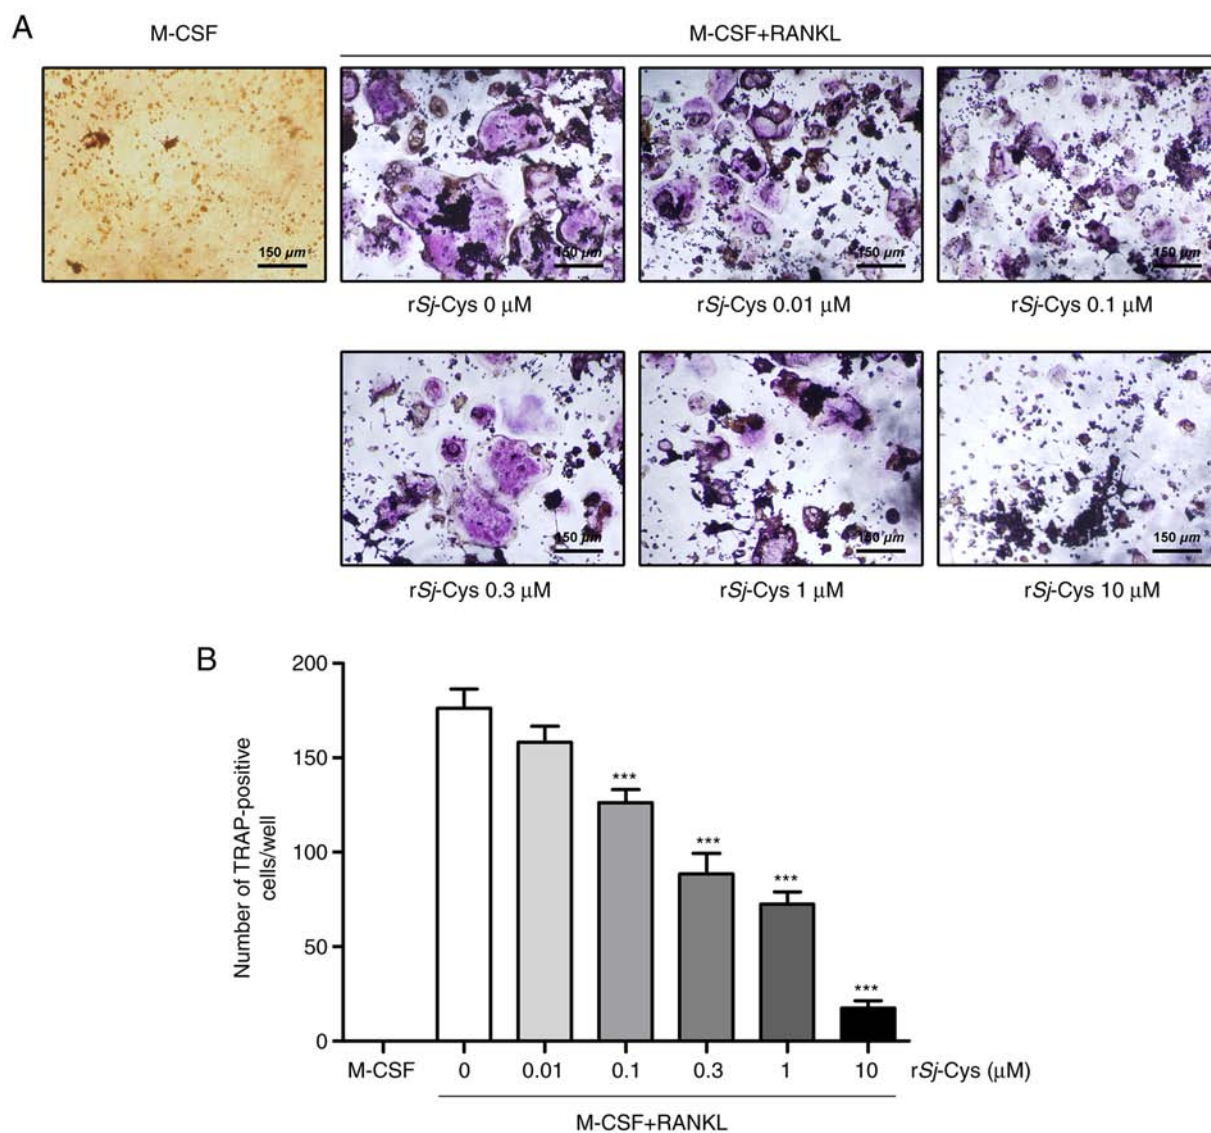 A
M-CSF
M-CSF+RANKL
150 µm
150 µm
150 µm
150 µm
rSj-Cys 0 µM
rSj-Cys 0.01 µM
rSj-Cys 0.1 µM
150 µm
150 µm
150 µm
rSj-Cys 0.3 µM
rSj-Cys 1 µM
rSj-Cys 10 µM
B
Number of TRAP-positive
cells/well
200
150
100
50
0
***
***
***
***
M-CSF
0
0.01
0.1
0.3
1
10
rSj-Cys (µM)
M-CSF+RANKL